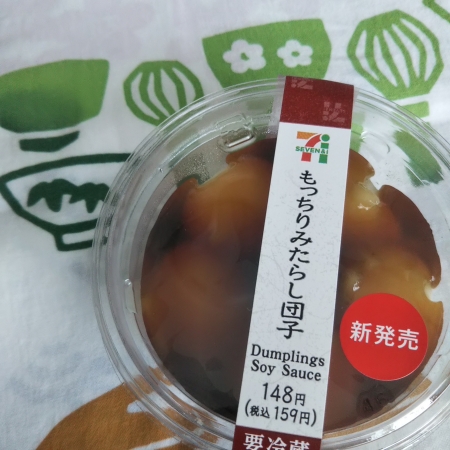 SEVEN&i
もっちりみたらし団子
Dumplings
Soy Sauce
148円
(税込159円)
要冷蔵
新発売